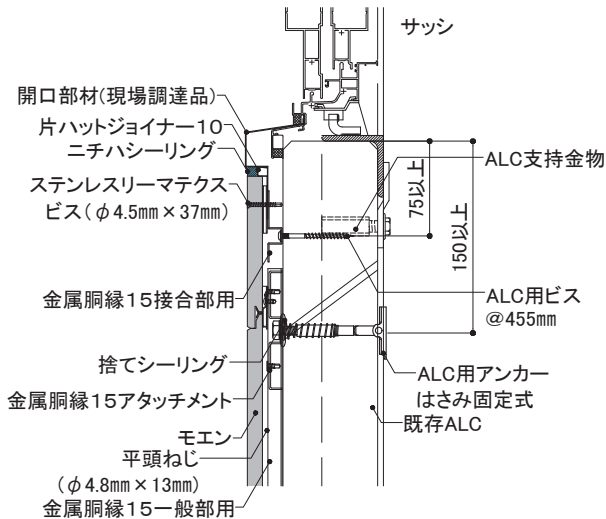 サッシ
開口部材(現場調達品)
片ハットジョイナー10
ニチハシーリング
ステンレスリーマテクス
ビス(φ4.5mm×37mm)
金属胴縁15接合部用
捨てシーリング
金属胴縁15アタッチメント
モエン
平頭ねじ
(φ4.8mm×13mm)
金属胴縁15一般部用
ALC支持金物
75以上
150以上
ALC用ビス
@455mm
ALC用アンカー
はさみ固定式
既存ALC